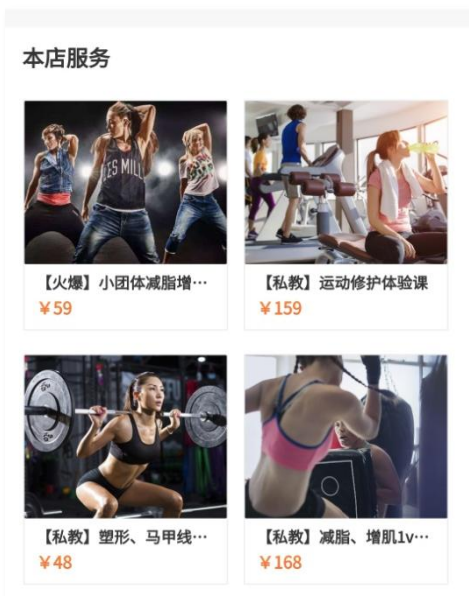 本店服务
LES MILL
【火爆】小团体减脂增…
￥59
【私教】运动修护体验课
￥159
【私教】塑形、马甲线…
￥48
【私教】减脂、增肌1v…
￥168